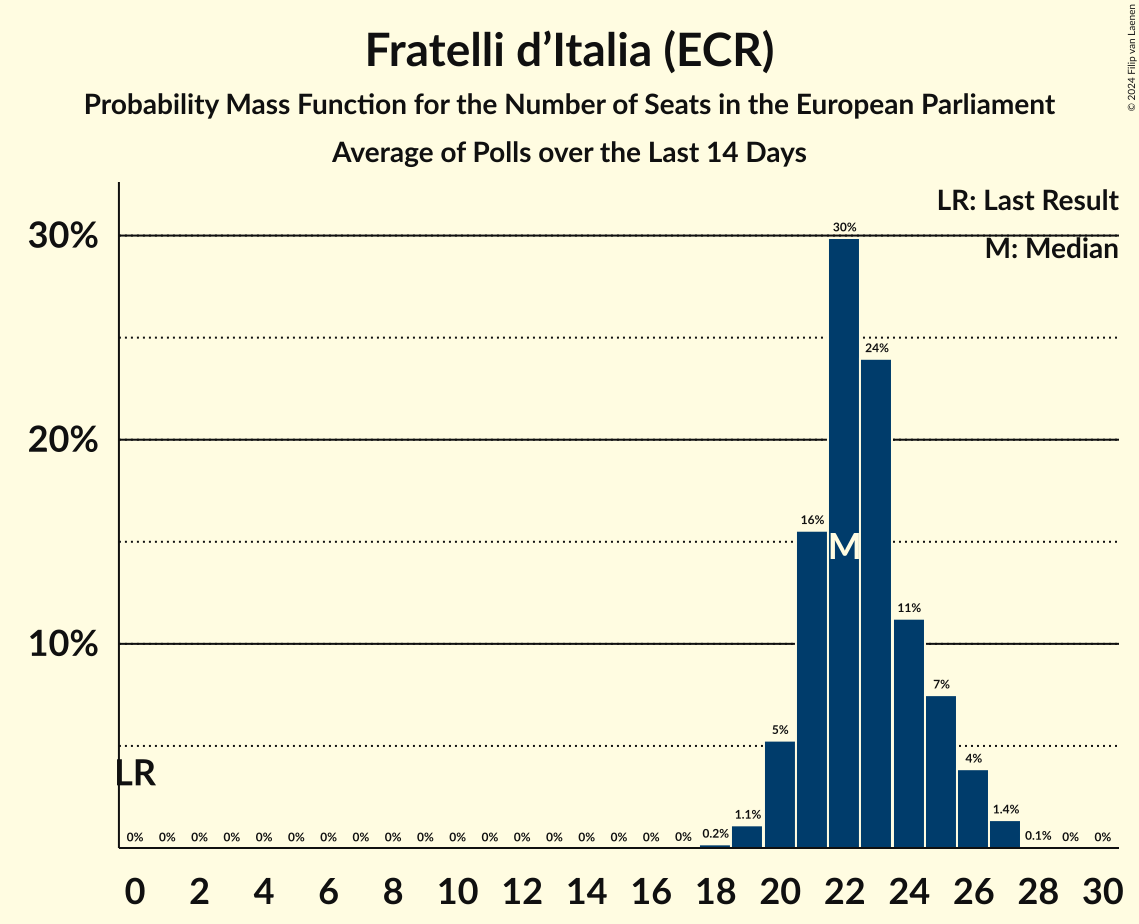 Fratelli d’Italia (ECR)
Probability Mass Function for the Number of Seats in the European Parliament
Average of Polls over the Last 14 Days
© 2024 Filip van Laenen
LR: Last Result
M: Median
30%
20%
10%
30%
24%
16%
M
11%
7%
5%
4%
LR
1.4%
1.1%
0% 0% 0% 0% 0% 0% 0% 0% 0% 0% 0% 0% 0% 0% 0% 0% 0% 0% 0.2% 0.1% 0% 0%
0 2 4 6 8 10 12 14 16 18 20 22 24 26 28 30